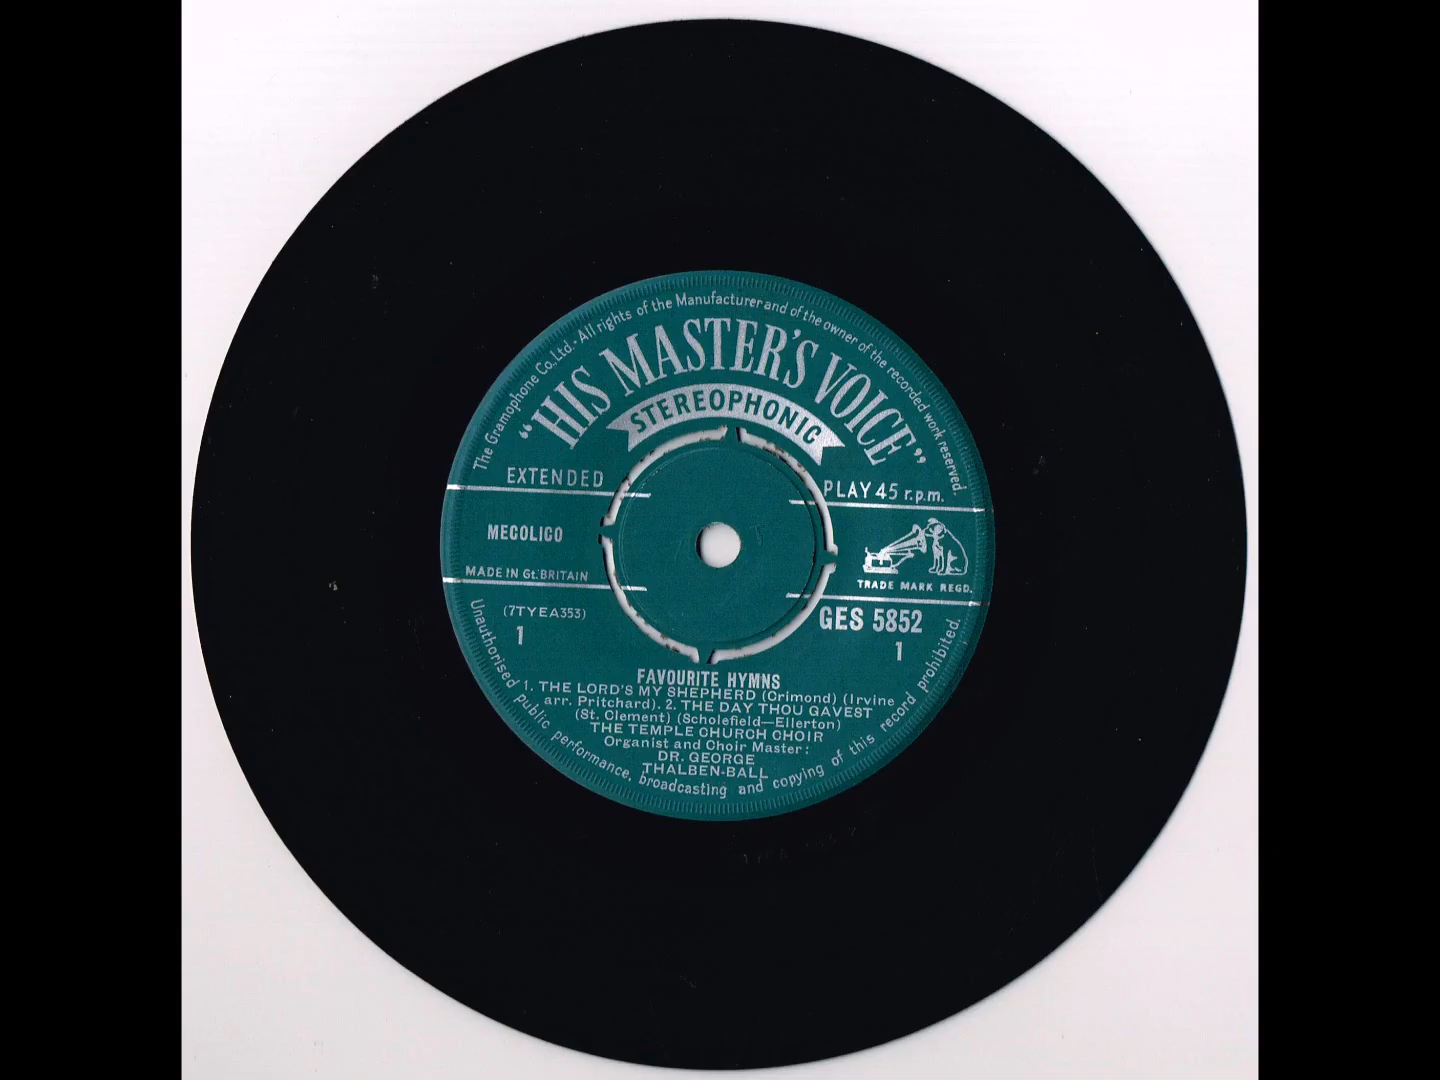 The Gramophone Co., Ltd. - All rights of the Manufacturer and of the owner of the recorded work reserved.
“HIS MASTER'S VOICE”
STEREOPHONIC
EXTENDED
PLAY 45 r.p.m.
MECOLICO
MADE IN Gt. BRITAIN
TRADE MARK REGD.
(7TYEA353)
GES 5852
1
1
FAVOURITE HYMNS
1. THE LORD'S MY SHEPHERD (Crimond) (Irvine
arr. Pritchard). 2. THE DAY THOU GAVEST
(St. Clement) (Scholefield—Ellerton)
THE TEMPLE CHURCH CHOIR
Organist and Choir Master:
DR. GEORGE
THALBEN-BALL
Unauthorised public performance, broadcasting and copying of this record prohibited.